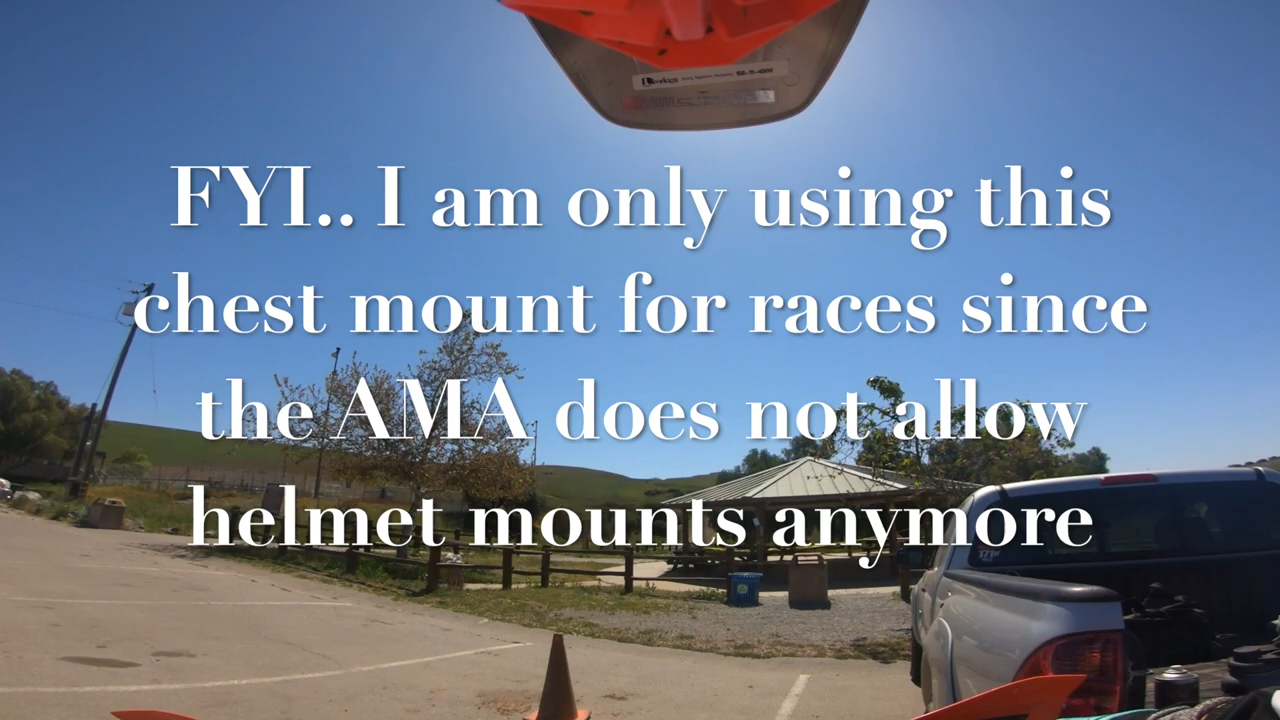 FYI.. I am only using this
chest mount for races since
the AMA does not allow
helmet mounts anymore